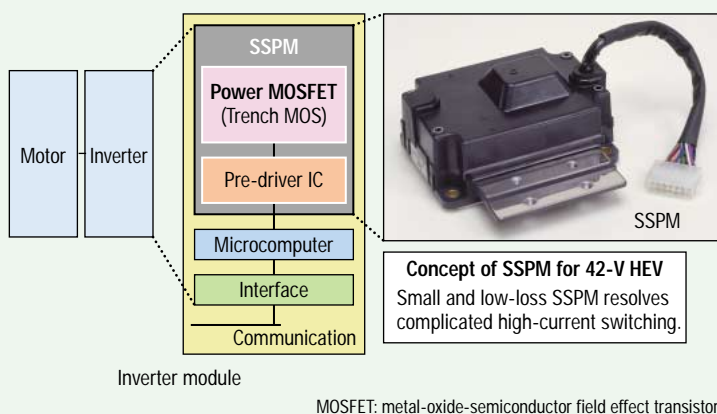 SSPM
Power MOSFET
(Trench MOS)
Motor
Inverter
Pre-driver IC
Microcomputer
Interface
Communication
Inverter module
SSPM
Concept of SSPM for 42-V HEV
Small and low-loss SSPM resolves
complicated high-current switching.
MOSFET: metal-oxide-semiconductor field effect transistor